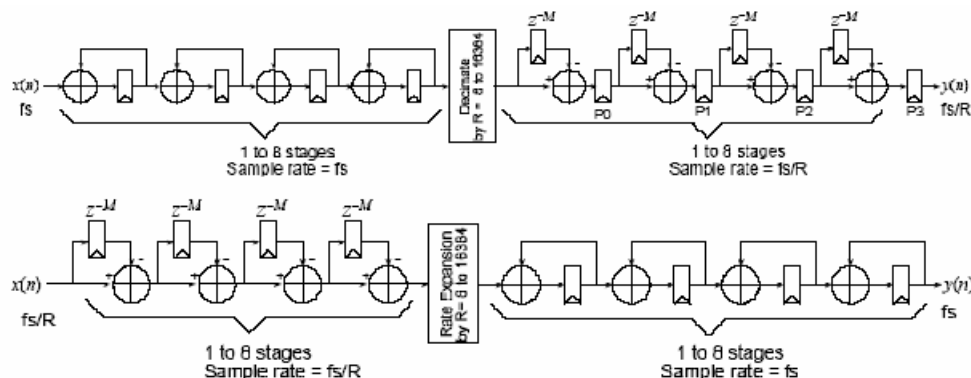 z⁻ᴹ z⁻ᴹ z⁻ᴹ z⁻ᴹ
x(n)
fs
Decimate
by R = 8 to 16384
+ - + - + - + -
P0 P1 P2 P3
y(n)
fs/R
1 to 8 stages
Sample rate = fs
1 to 8 stages
Sample rate = fs/R
z⁻ᴹ z⁻ᴹ z⁻ᴹ z⁻ᴹ
+ - + - + - + -
x(n)
fs/R
Rate Expansion
by R= 8 to 16384
y(n)
fs
1 to 8 stages
Sample rate = fs/R
1 to 8 stages
Sample rate = fs